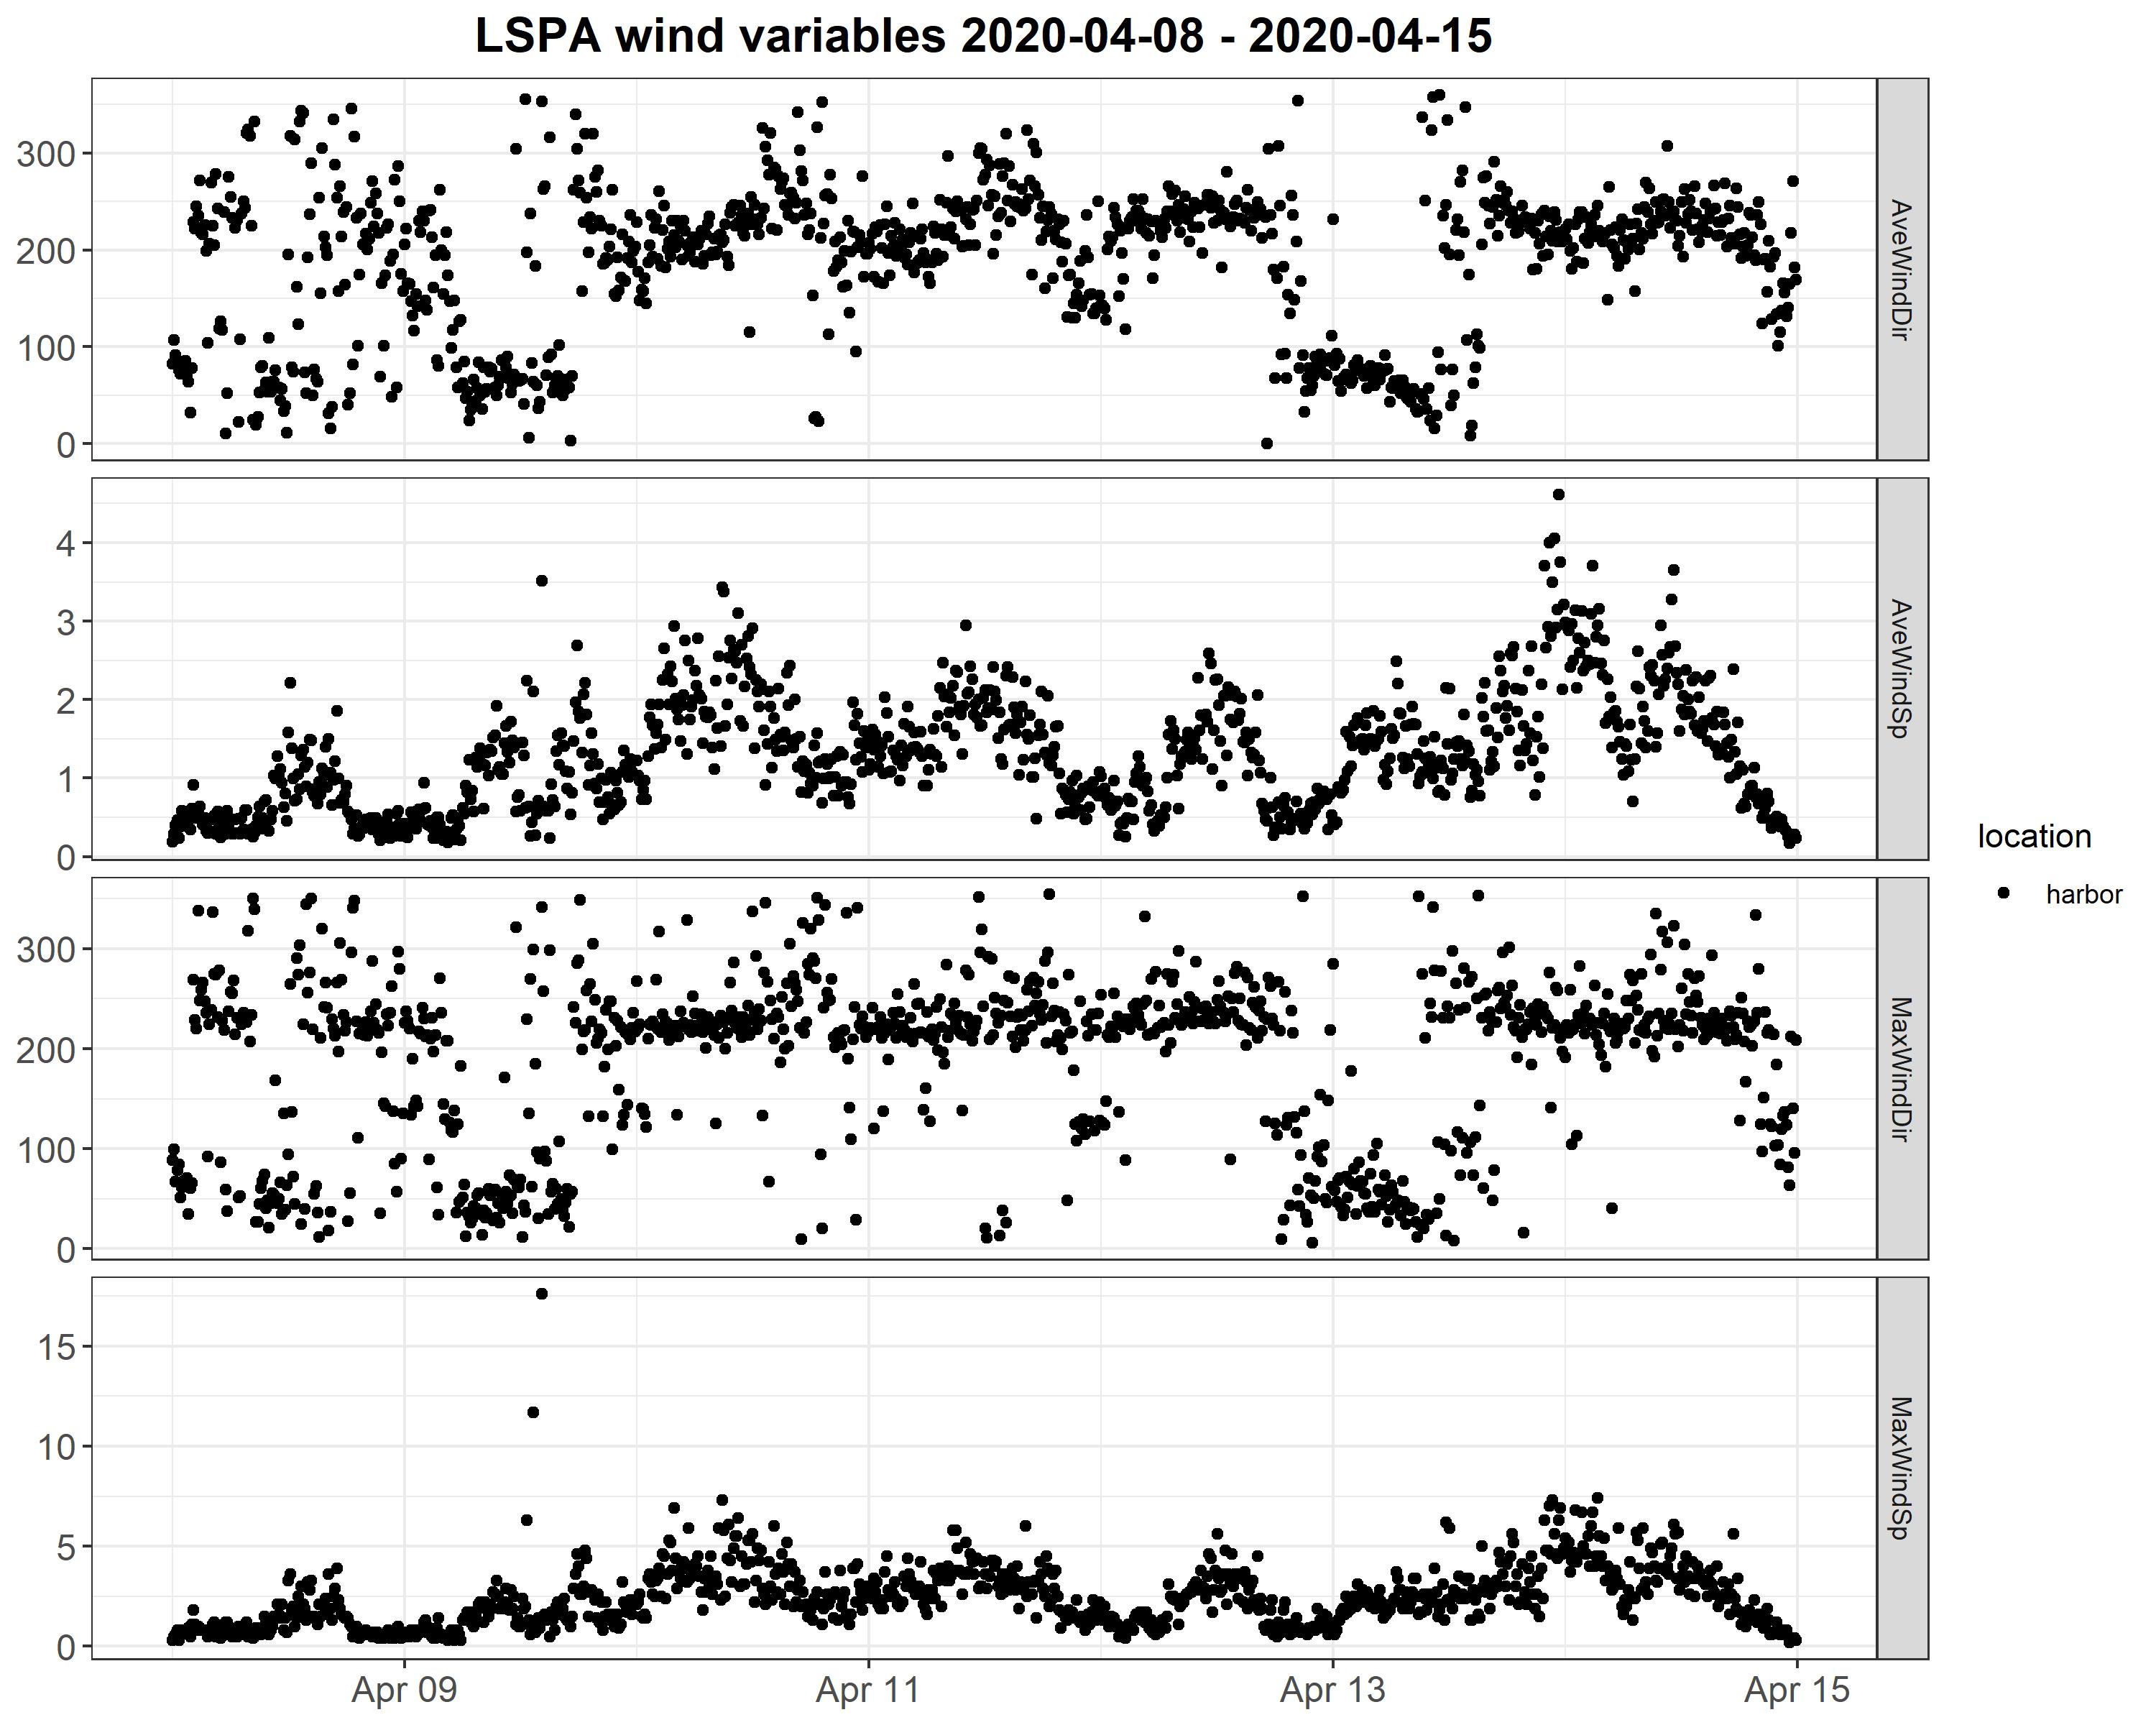 LSPA wind variables 2020-04-08 - 2020-04-15
300
200
100
0
AveWindDir
4
3
2
1
0
AveWindSp
300
200
100
0
MaxWindDir
15
10
5
0
MaxWindSp
Apr 09
Apr 11
Apr 13
Apr 15
location
harbor